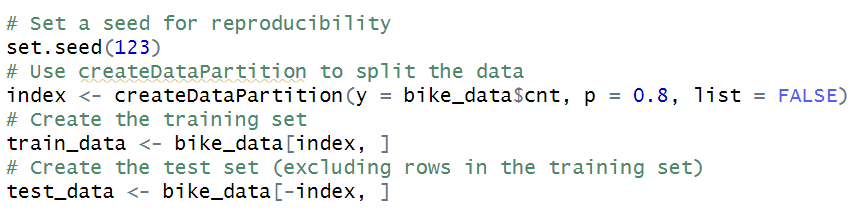 # Set a seed for reproducibility
set.seed(123)
# Use createDataPartition to split the data
index <- createDataPartition(y = bike_data$cnt, p = 0.8, list = FALSE)
# Create the training set
train_data <- bike_data[index, ]
# Create the test set (excluding rows in the training set)
test_data <- bike_data[-index, ]